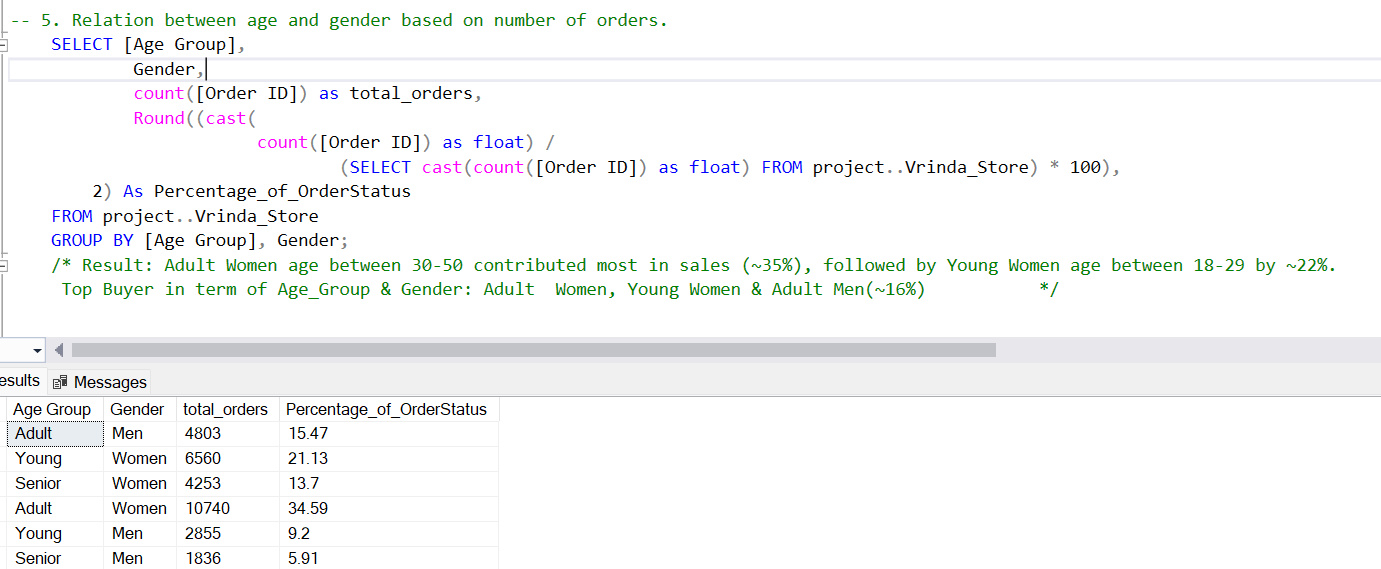 -- 5. Relation between age and gender based on number of orders.
SELECT [Age Group],
Gender,
count([Order ID]) as total_orders,
Round((cast(
count([Order ID]) as float) /
(SELECT cast(count([Order ID]) as float) FROM project..Vrinda_Store) * 100),
2) As Percentage_of_OrderStatus
FROM project..Vrinda_Store
GROUP BY [Age Group], Gender;
/* Result: Adult Women age between 30-50 contributed most in sales (~35%), followed by Young Women age between 18-29 by ~22%.
Top Buyer in term of Age_Group & Gender: Adult  Women, Young Women & Adult Men(~16%) */
esults Messages
Age Group Gender total_orders Percentage_of_OrderStatus
Adult Men 4803 15.47
Young Women 6560 21.13
Senior Women 4253 13.7
Adult Women 10740 34.59
Young Men 2855 9.2
Senior Men 1836 5.91